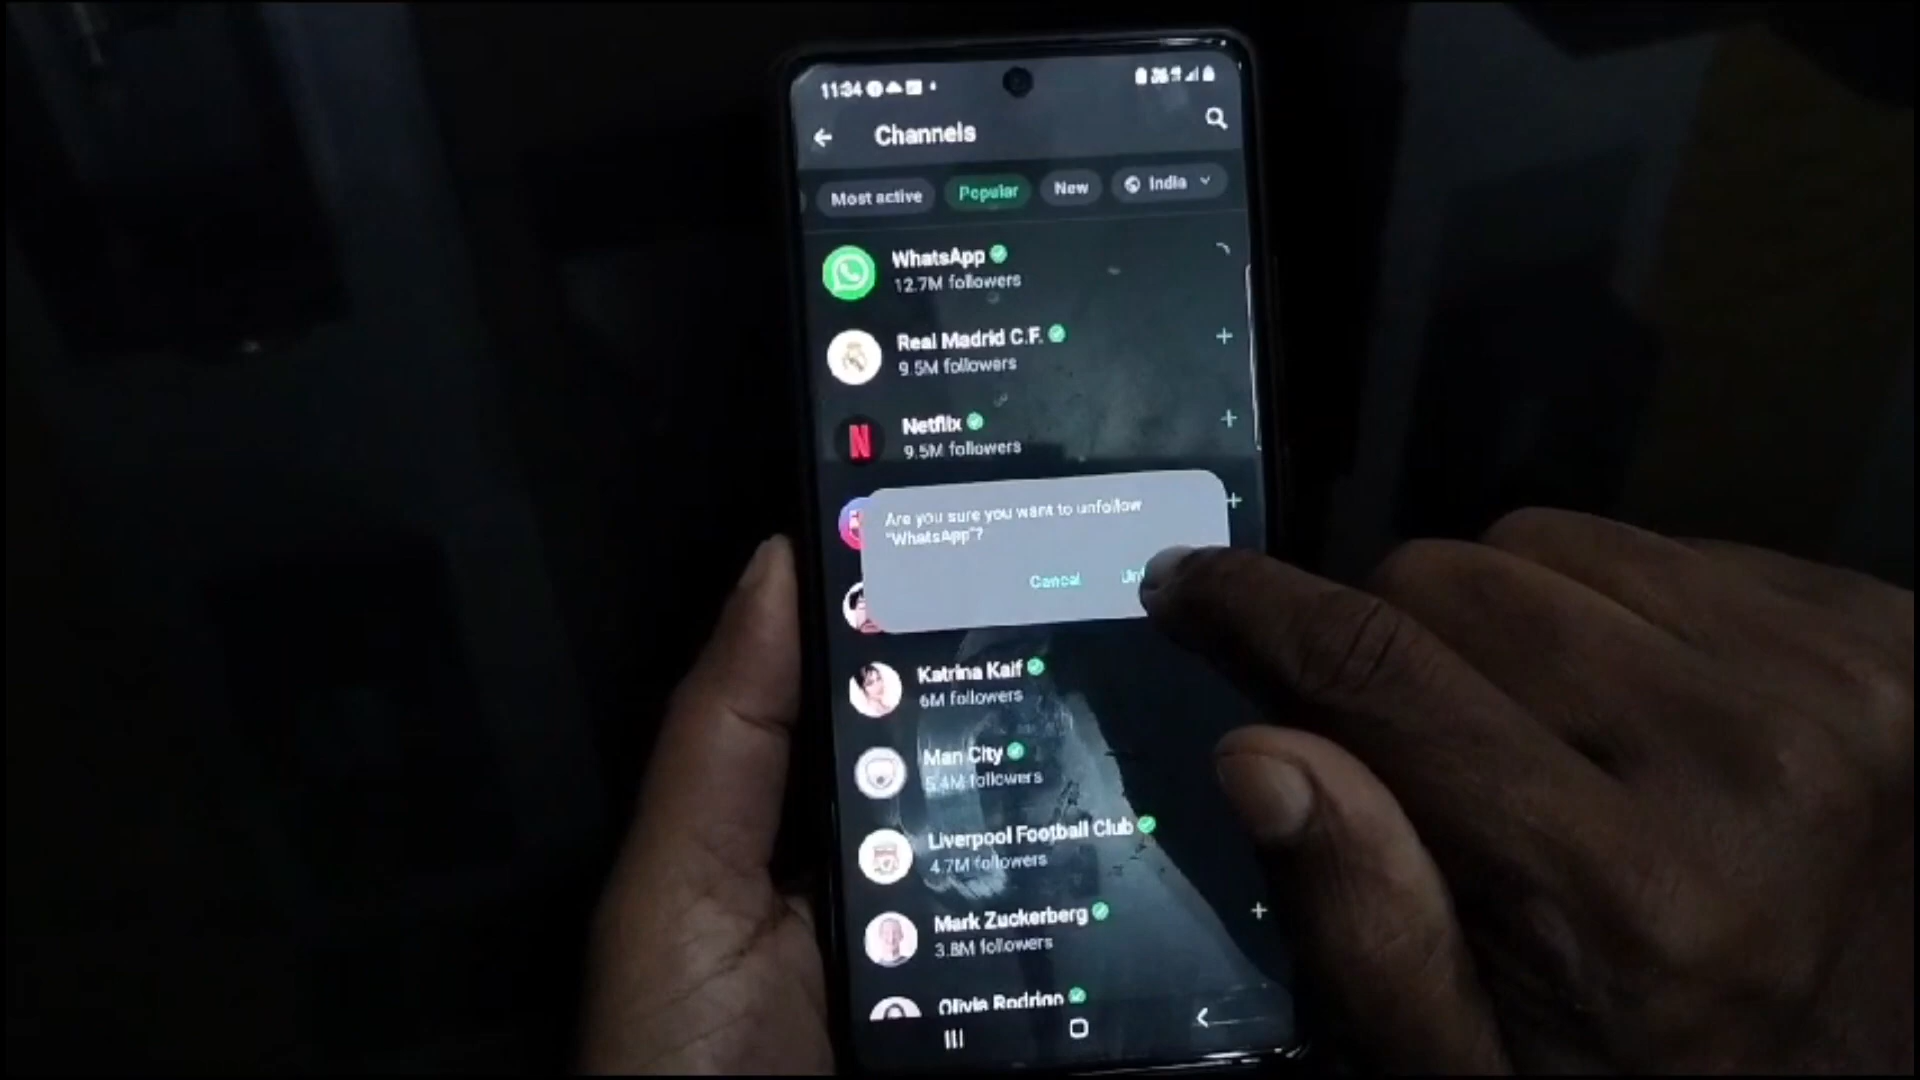 11:34
Channels
Most active
Popular
New
India
WhatsApp
12.7M followers
Real Madrid C.F.
9.5M followers
Netflix
9.5M followers
Are you sure you want to unfollow
"WhatsApp"?
Cancel
Katrina Kaif
6M followers
Man City
5.4M followers
Liverpool Football Club
4.7M followers
Mark Zuckerberg
3.8M followers
Olivia Rodrigo